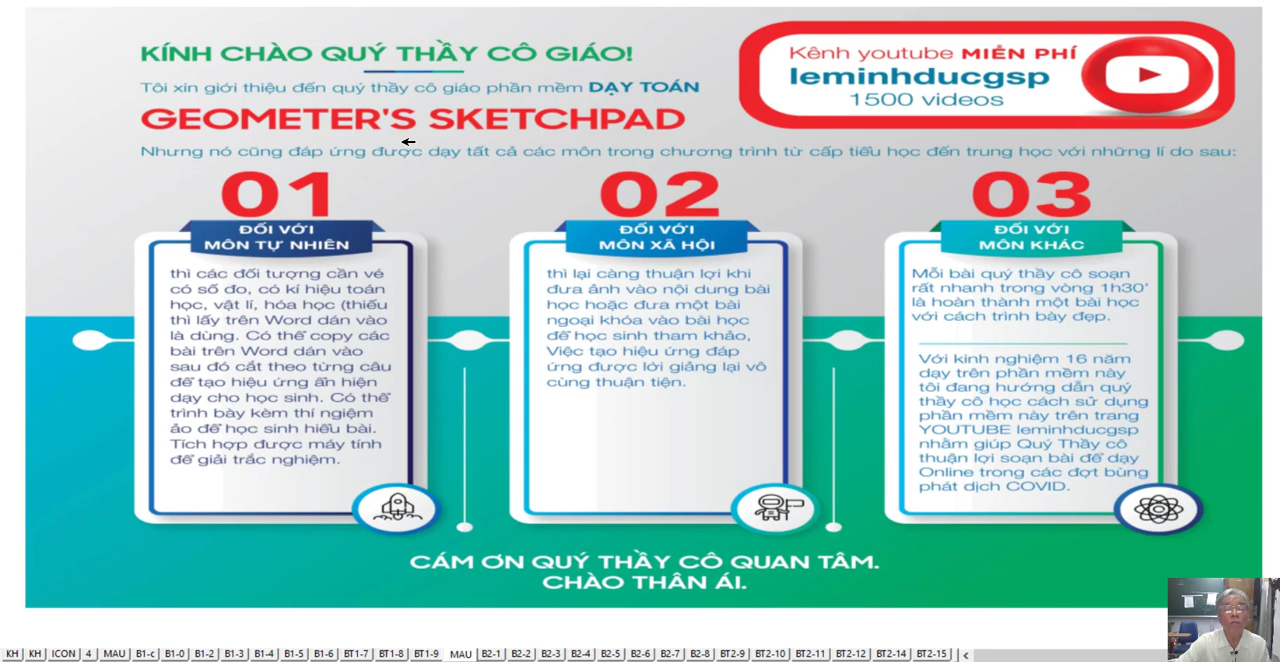 KÍNH CHÀO QUÝ THẦY CÔ GIÁO!
Tôi xin giới thiệu đến quý thầy cô giáo phần mềm DẠY TOÁN
GEOMETER'S SKETCHPAD
Nhưng nó cũng đáp ứng được dạy tất cả các môn trong chương trình từ cấp tiểu học đến trung học với những lí do sau:
Kênh youtube MIỄN PHÍ
leminhducgsp
1500 videos
01
ĐỐI VỚI
MÔN TỰ NHIÊN
thì các đối tượng cần vẽ
có số đo, có kí hiệu toán
học, vật lí, hóa học (thiếu
thì lấy trên Word dán vào
là dùng. Có thể copy các
bài trên Word dán vào
sau đó cắt theo từng câu
để tạo hiệu ứng ẩn hiện
dạy cho học sinh. Có thể
trình bày kèm thí ngiệm
ảo để học sinh hiểu bài.
Tích hợp được máy tính
để giải trắc nghiệm.
02
ĐỐI VỚI
MÔN XÃ HỘI
thì lại càng thuận lợi khi
đưa ảnh vào nội dung bài
học hoặc đưa một bài
ngoại khóa vào bài học
để học sinh tham khảo,
Việc tạo hiệu ứng đáp
ứng được lới giảng lại vô
cùng thuận tiện.
03
ĐỐI VỚI
MÔN KHÁC
Mỗi bài quý thầy cô soạn
rất nhanh trong vòng 1h30'
là hoàn thành một bài học
với cách trình bày đẹp.
Với kinh nghiệm 16 năm
dạy trên phần mềm này
tôi đang hướng dẫn quý
thầy cô học cách sử dụng
phần mềm này trên trang
YOUTUBE leminhducgsp
nhằm giúp Quý Thầy cô
thuận lợi soạn bài để dạy
Online trong các đợt bùng
phát dịch COVID.
CÁM ƠN QUÝ THẦY CÔ QUAN TÂM.
CHÀO THÂN ÁI.
KH KH ICON 4 MAU B1-c B1-0 B1-2 B1-3 B1-4 B1-5 B1-6 BT1-7 BT1-8 BT1-9 MAU B2-1 B2-2 B2-3 B2-4 B2-5 B2-6 B2-7 B2-8 BT2-9 BT2-10 BT2-11 BT2-12 BT2-14 BT2-15